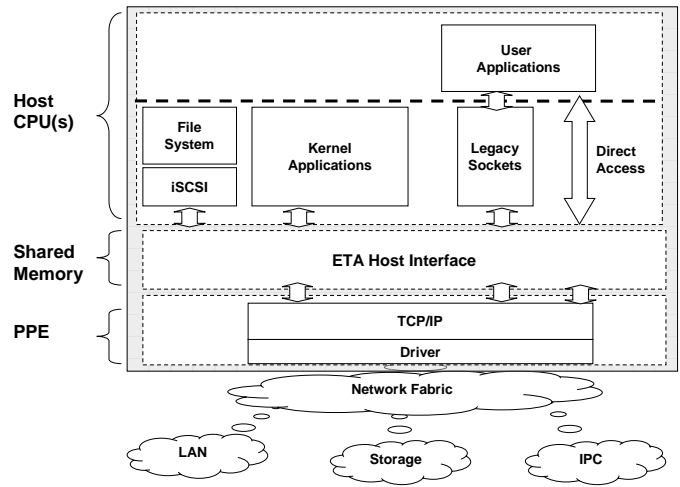 User
Applications
Host
CPU(s)
File
System
iSCSI
Kernel
Applications
Legacy
Sockets
Direct
Access
Shared
Memory
ETA Host Interface
PPE
TCP/IP
Driver
Network Fabric
LAN
Storage
IPC